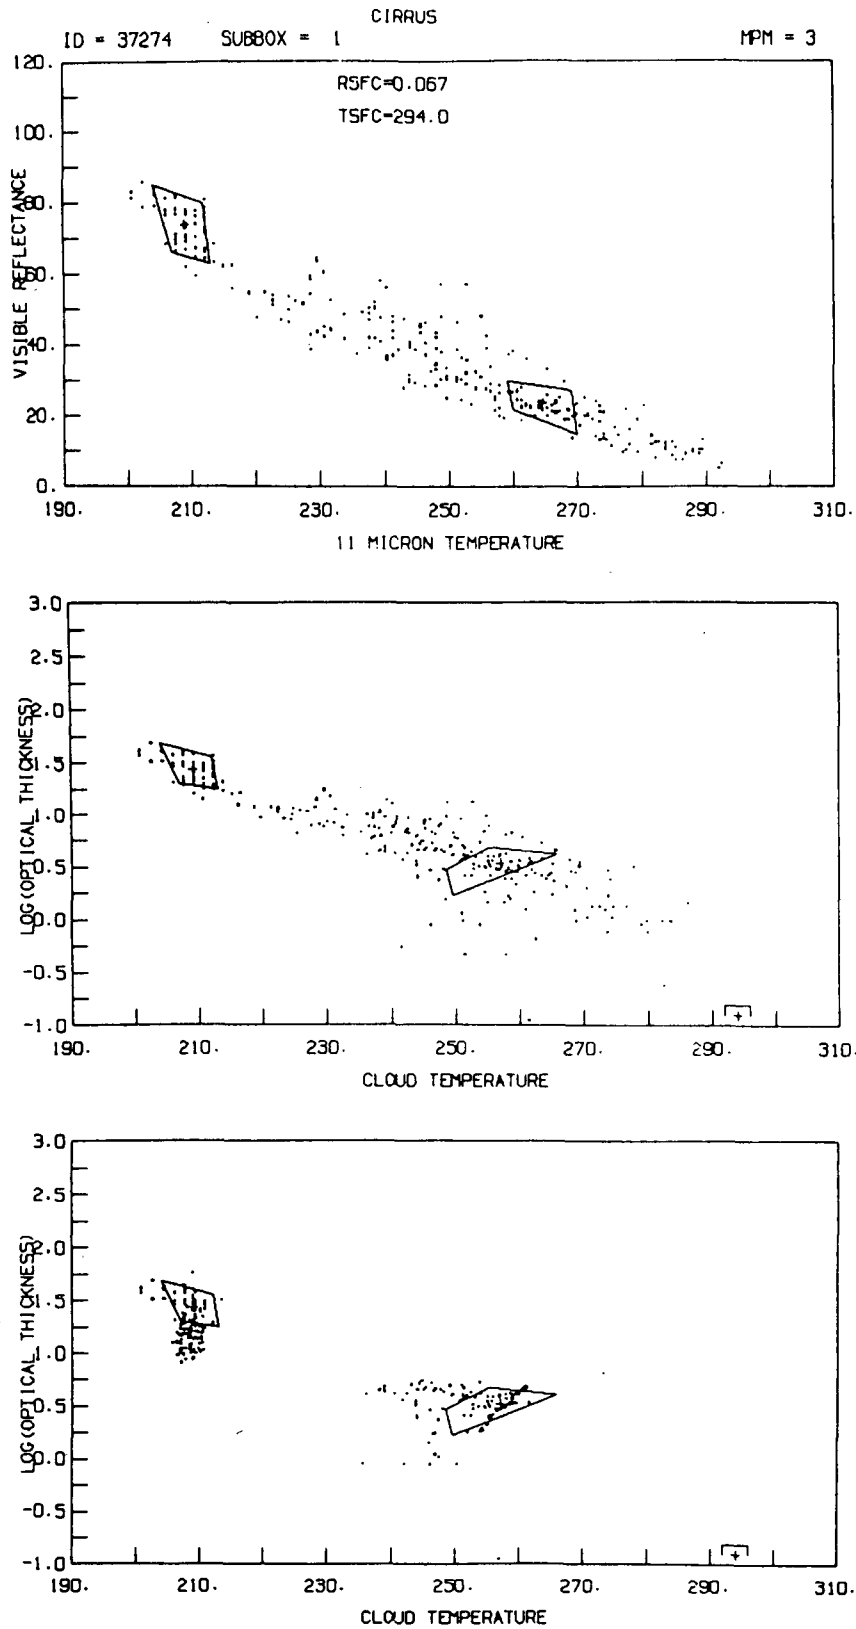 CIRRUS
ID = 37274 SUBBOX = 1 MPM = 3
RSFC=0.067
TSFC=294.0
VISIBLE REFLECTANCE
120.
100.
80.
60.
40.
20.
0.
190. 210. 230. 250. 270. 290. 310.
11 MICRON TEMPERATURE
LOG(OPTICAL THICKNESS)
3.0
2.5
2.0
1.5
1.0
0.5
0.0
-0.5
-1.0
190. 210. 230. 250. 270. 290. 310.
CLOUD TEMPERATURE
LOG(OPTICAL THICKNESS)
3.0
2.5
2.0
1.5
1.0
0.5
0.0
-0.5
-1.0
190. 210. 230. 250. 270. 290. 310.
CLOUD TEMPERATURE